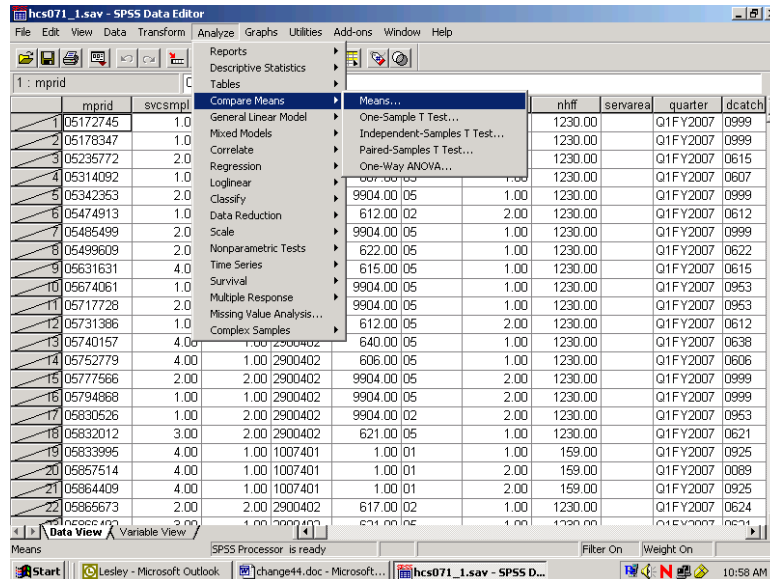 hcs071_1.sav - SPSS Data Editor
File Edit View Data Transform Analyze Graphs Utilities Add-ons Window Help
1 : mprid
Reports
Descriptive Statistics
Tables
Compare Means
General Linear Model
Mixed Models
Correlate
Regression
Loglinear
Classify
Data Reduction
Scale
Nonparametric Tests
Time Series
Survival
Multiple Response
Missing Value Analysis...
Complex Samples
Means...
One-Sample T Test...
Independent-Samples T Test...
Paired-Samples T Test...
One-Way ANOVA...
mprid svcsmpl nhff servarea quarter dcatch
1 05172745 1.0 1230.00 Q1FY2007 0999
2 05178347 1.0 1230.00 Q1FY2007 0999
3 05235772 2.0 1230.00 Q1FY2007 0615
4 05314092 1.0 1.00 1230.00 Q1FY2007 0607
5 05342353 2.0 9904.00 05 1.00 1230.00 Q1FY2007 0999
6 05474913 1.0 612.00 02 2.00 1230.00 Q1FY2007 0612
7 05485499 2.0 9904.00 05 1.00 1230.00 Q1FY2007 0999
8 05499609 2.0 622.00 05 1.00 1230.00 Q1FY2007 0622
9 05631631 4.0 615.00 05 1.00 1230.00 Q1FY2007 0615
10 05674061 1.0 9904.00 05 1.00 1230.00 Q1FY2007 0953
11 05717728 2.0 9904.00 05 1.00 1230.00 Q1FY2007 0953
12 05731386 1.0 612.00 05 2.00 1230.00 Q1FY2007 0612
13 05740157 4.00 1.00 2900402 640.00 05 1.00 1230.00 Q1FY2007 0638
14 05752779 4.00 1.00 2900402 606.00 05 1.00 1230.00 Q1FY2007 0606
15 05777566 2.00 2.00 2900402 9904.00 05 2.00 1230.00 Q1FY2007 0999
16 05794868 1.00 1.00 2900402 9904.00 05 1.00 1230.00 Q1FY2007 0999
17 05830526 1.00 2.00 2900402 9904.00 02 2.00 1230.00 Q1FY2007 0953
18 05832012 3.00 2.00 2900402 621.00 05 1.00 1230.00 Q1FY2007 0621
19 05833995 4.00 1.00 1007401 1.00 01 1.00 159.00 Q1FY2007 0925
20 05857514 4.00 1.00 1007401 1.00 01 2.00 159.00 Q1FY2007 0089
21 05864409 4.00 1.00 1007401 1.00 01 2.00 159.00 Q1FY2007 0925
22 05865673 2.00 2.00 2900402 617.00 02 1.00 1230.00 Q1FY2007 0624
Data View Variable View
Means SPSS Processor is ready Filter On Weight On
Start Lesley - Microsoft Outlook change44.doc - Microsoft... hcs071_1.sav - SPSS D... 10:58 AM